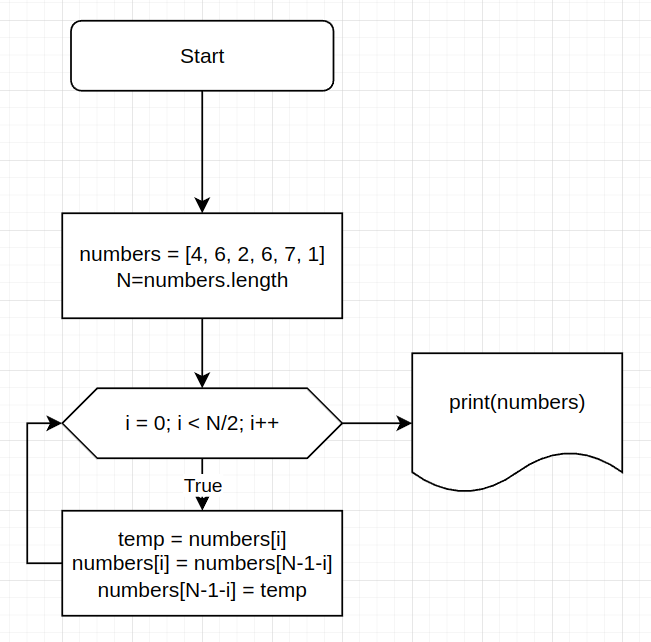 Start
numbers = [4, 6, 2, 6, 7, 1]
N=numbers.length
i = 0; i < N/2; i++
print(numbers)
True
temp = numbers[i]
numbers[i] = numbers[N-1-i]
numbers[N-1-i] = temp